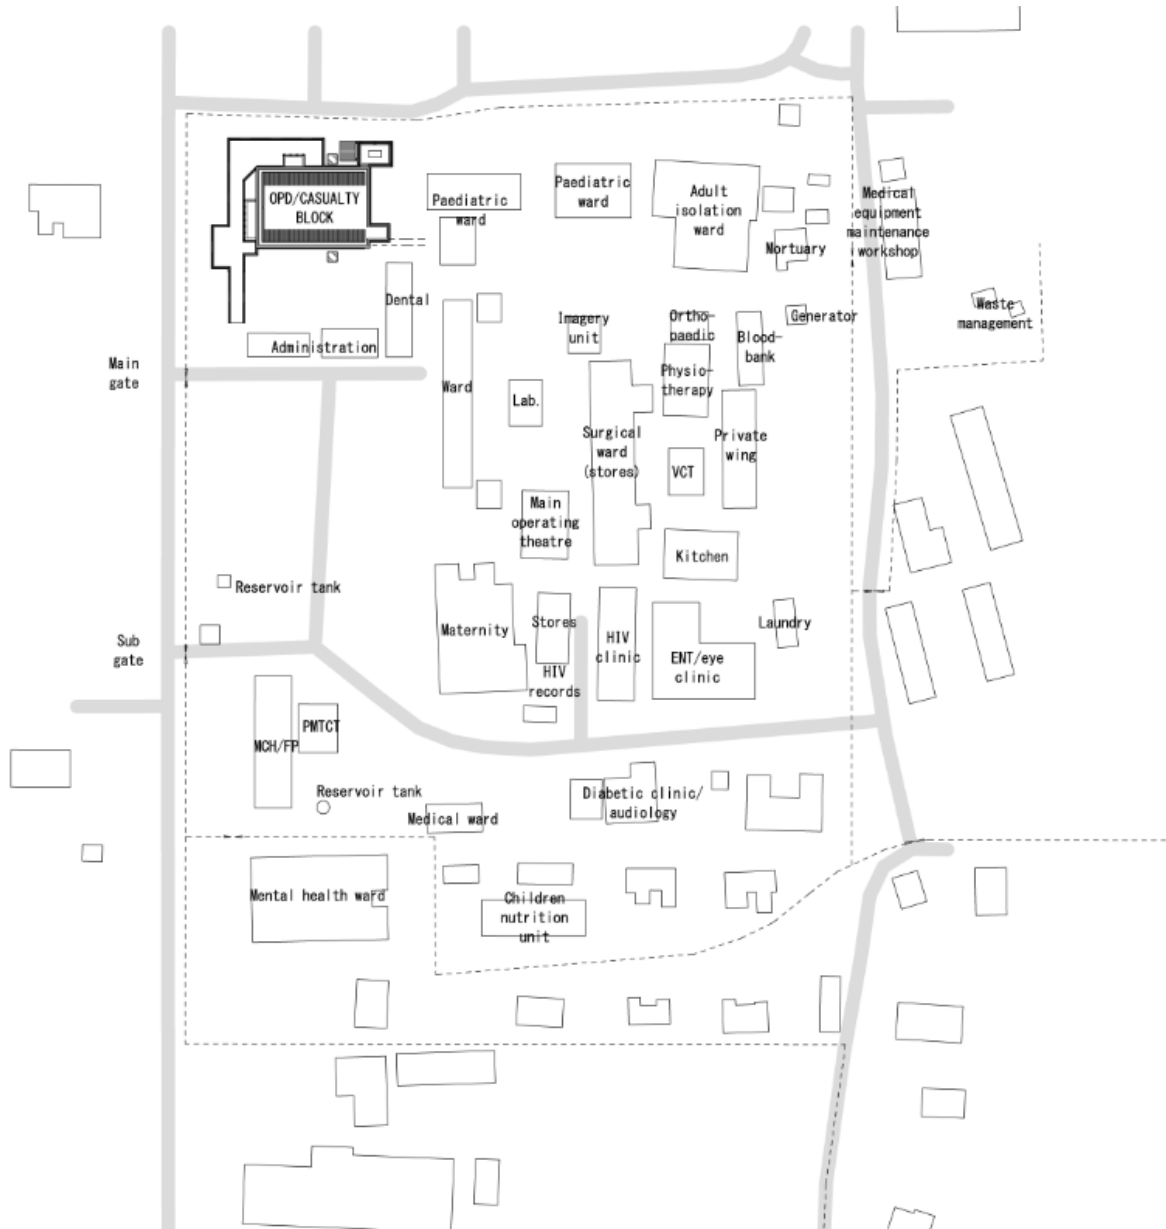 OPD/CASUALTY
BLOCK
Paediatric
ward
Paediatric
ward
Adult
isolation
ward
Mortuary
Medical
equipment
maintenance
workshop
Dental
Administration
Main
gate
Imagery
unit
Ortho-
paedic
Blood-
bank
Generator
Waste
management
Ward
Lab.
Physio-
therapy
Surgical
ward
(stores)
Private
wing
VCT
Main
operating
theatre
Kitchen
Reservoir tank
Sub
gate
Maternity
Stores
HIV
clinic
Laundry
ENT/eye
clinic
HIV
records
MCH/FP
PMTCT
Reservoir tank
Medical ward
Diabetic clinic/
audiology
Mental health ward
Children
nutrition
unit